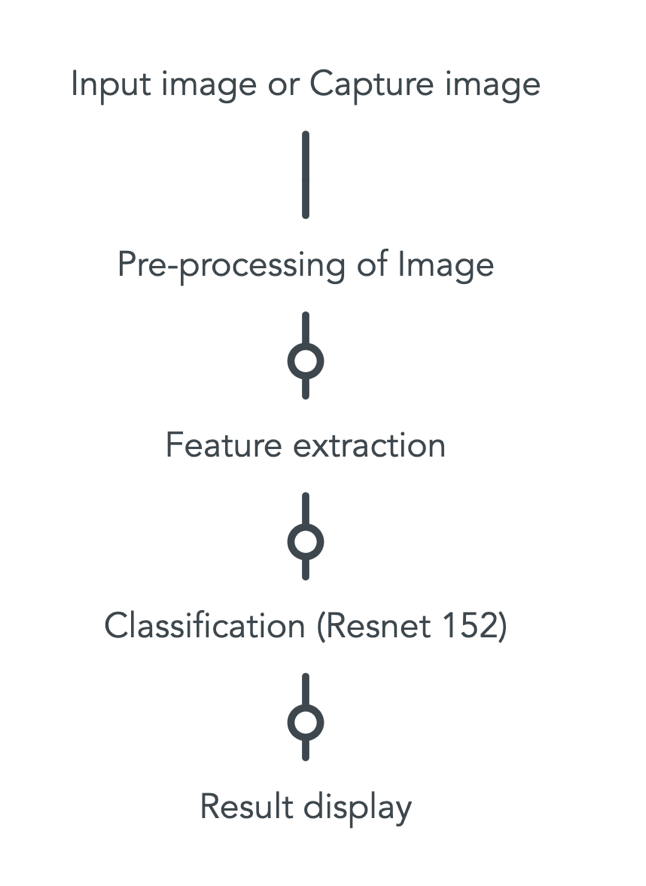 Input image or Capture image
Pre-processing of Image
Feature extraction
Classification (Resnet 152)
Result display